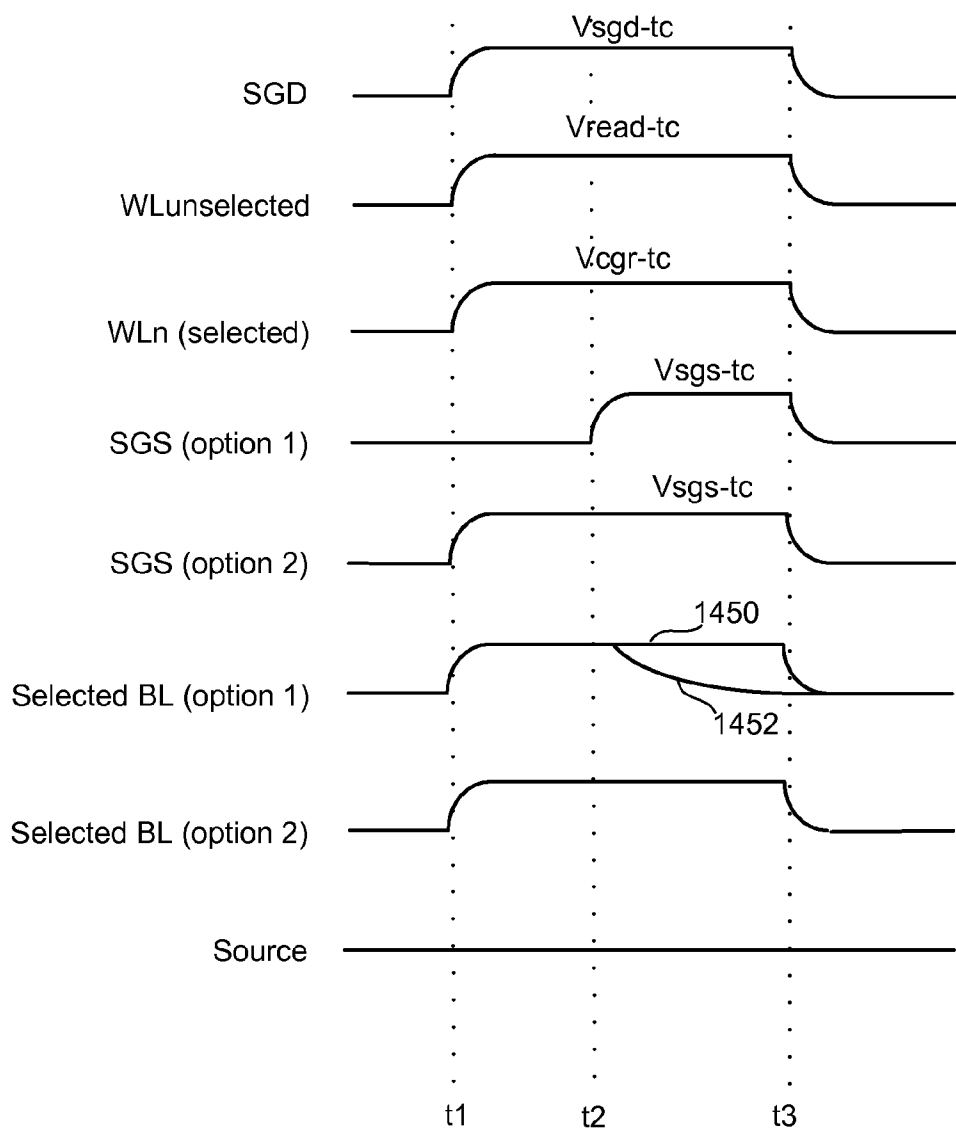 Vsgd-tc
SGD
Vread-tc
WLunselected
Vcgr-tc
WLn (selected)
Vsgs-tc
SGS (option 1)
Vsgs-tc
SGS (option 2)
1450
Selected BL (option 1)
1452
Selected BL (option 2)
Source
t1 t2 t3